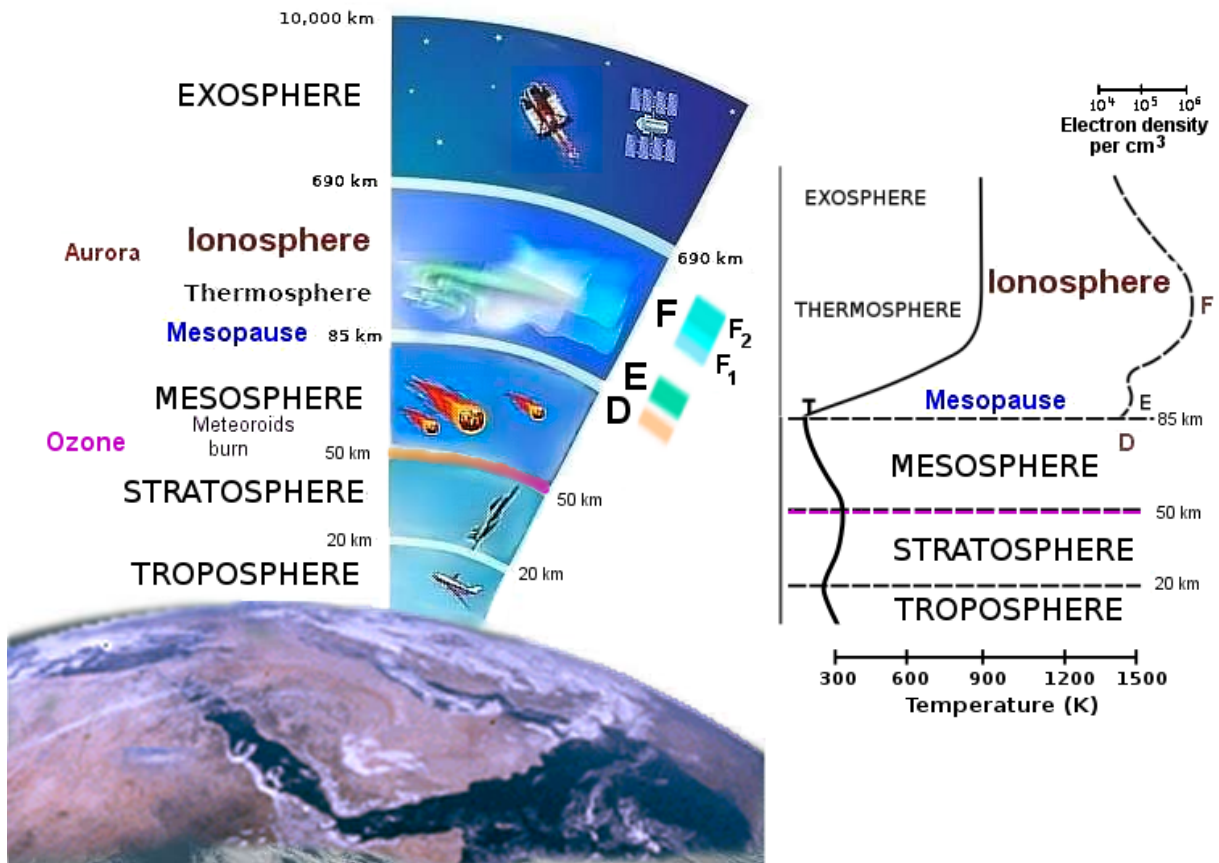 10,000 km
EXOSPHERE
690 km
Ionosphere
Aurora
Thermosphere
Mesopause
85 km
MESOSPHERE
Meteoroids
burn
Ozone
50 km
STRATOSPHERE
20 km
TROPOSPHERE
690 km
F
F2
F1
E
D
50 km
20 km
10⁴ 10⁵ 10⁶
Electron density
per cm³
EXOSPHERE
Ionosphere
THERMOSPHERE
F
T
Mesopause
E
85 km
D
MESOSPHERE
50 km
STRATOSPHERE
20 km
TROPOSPHERE
300 600 900 1200 1500
Temperature (K)